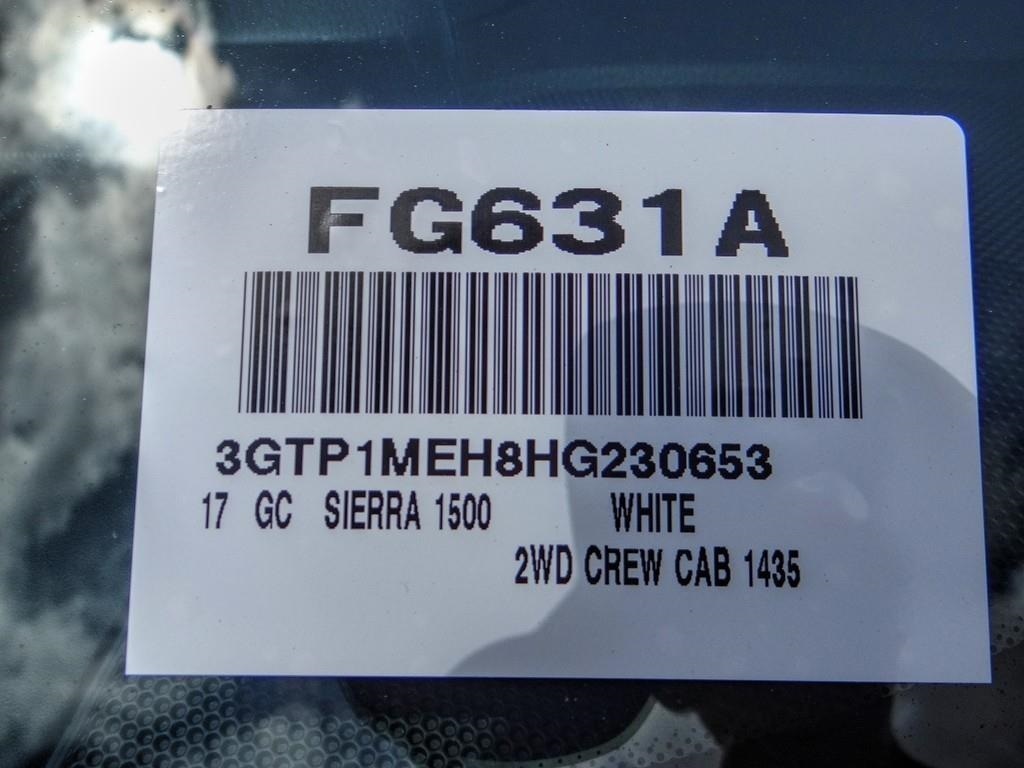 FG631A
3GTP1MEH8HG230653
17 GC SIERRA 1500 WHITE
2WD CREW CAB 1435